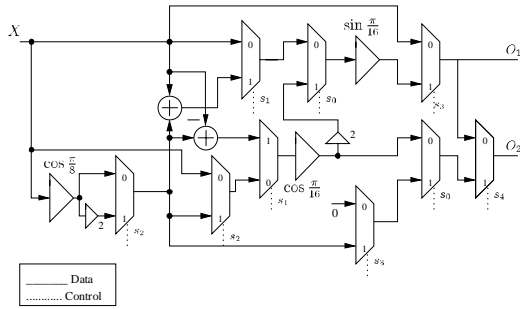 X
sin π/16
0
1
s₁
0
1
s₀
0
1
s₃
O₁
−
2
1
0
s₁
cos π/16
cos π/8
2
0
1
s₂
0
1
s₂
0
0
1
s₃
0
1
s₀
0
1
s₄
O₂
________ Data
............ Control